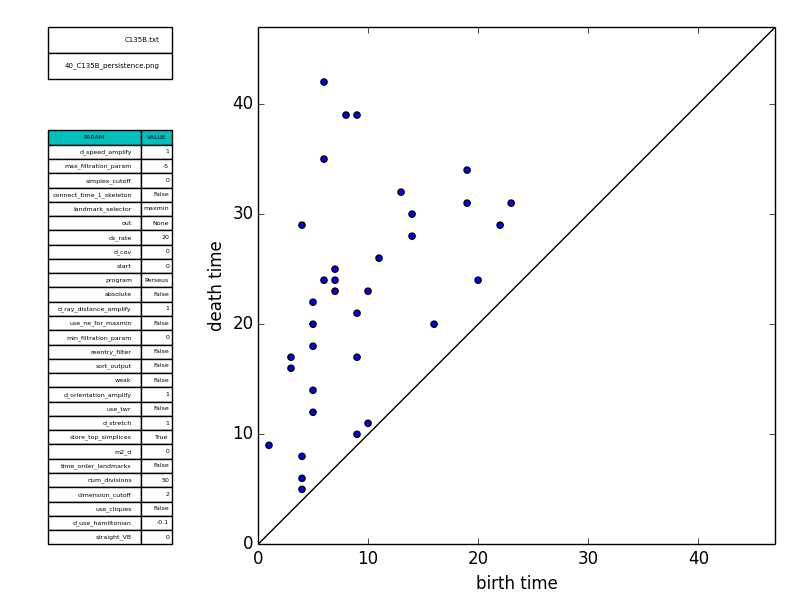 C135B.txt
40_C135B_persistence.png
PARAM VALUE
d_speed_amplify 1
max_filtration_param -5
simplex_cutoff 0
connect_time_1_skeleton False
landmark_selector maxmin
out None
ds_rate 20
d_cov 0
start 0
program Perseus
absolute False
d_ray_distance_amplify 1
use_ne_for_maxmin False
min_filtration_param 0
reentry_filter False
sort_output False
weak False
d_orientation_amplify 1
use_twr False
d_stretch 1
store_top_simplices True
m2_d 0
time_order_landmarks False
num_divisions 50
dimension_cutoff 2
use_cliques False
d_use_hamiltonian -0.1
straight_VB 0
death time
40
30
20
10
0
0 10 20 30 40
birth time